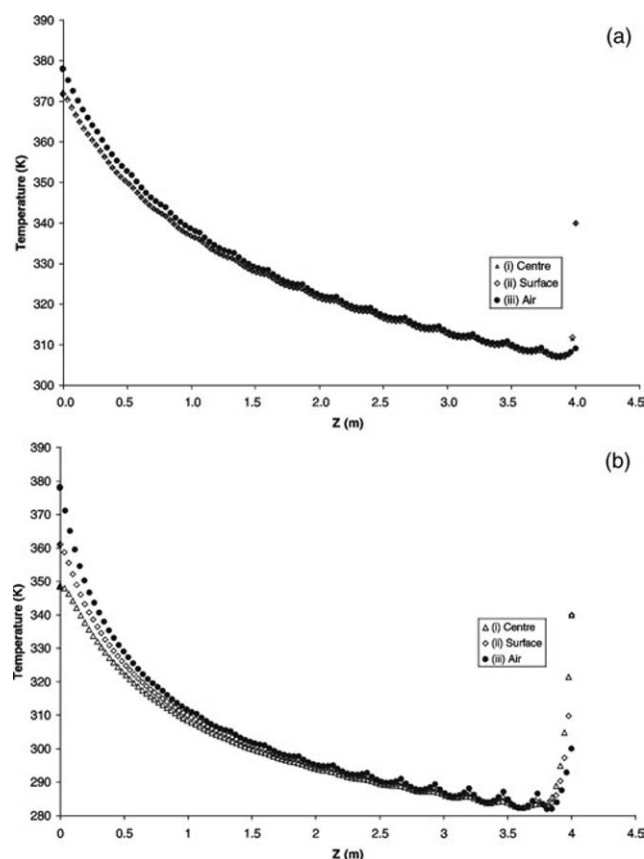 (a)
390
380
370
360
350
340
330
320
310
300
Temperature (K)
0.0 0.5 1.0 1.5 2.0 2.5 3.0 3.5 4.0 4.5
Z (m)
(i) Centre
(ii) Surface
(iii) Air
(b)
390
380
370
360
350
340
330
320
310
300
290
280
Temperature (K)
0 0.5 1 1.5 2 2.5 3 3.5 4 4.5
Z (m)
(i) Centre
(ii) Surface
(iii) Air